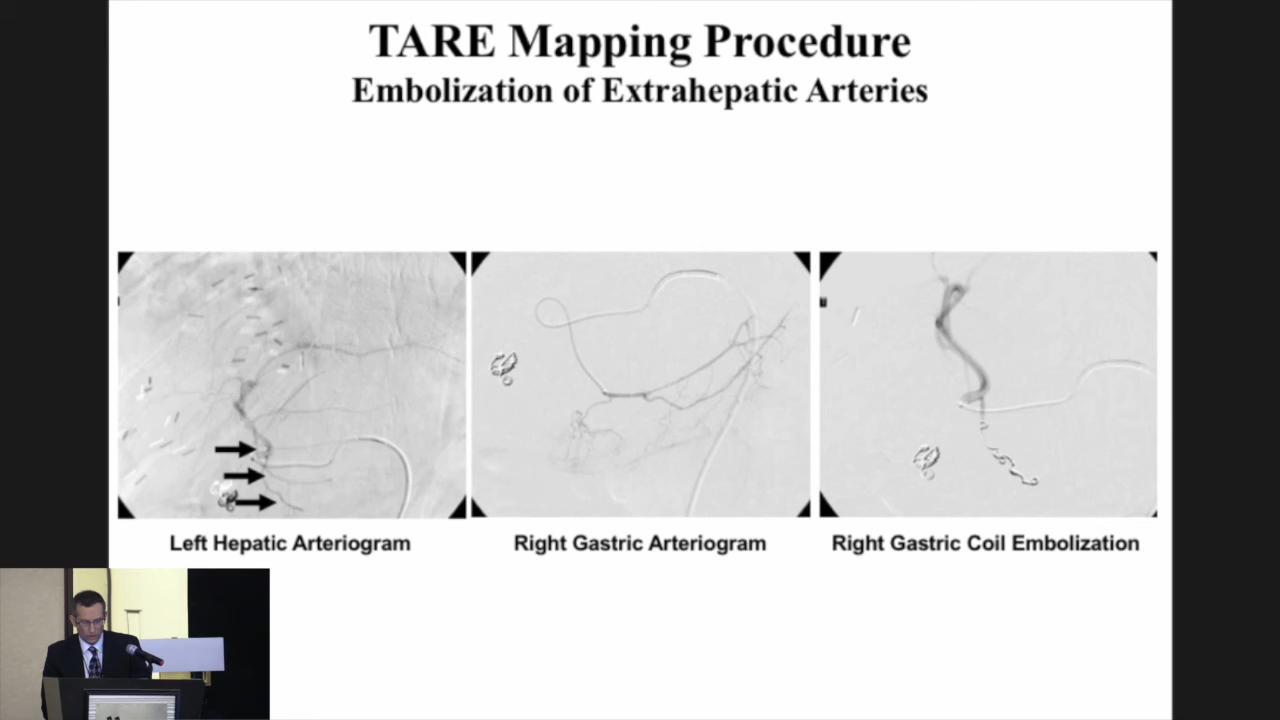 TARE Mapping Procedure
Embolization of Extrahepatic Arteries
Left Hepatic Arteriogram
Right Gastric Arteriogram
Right Gastric Coil Embolization